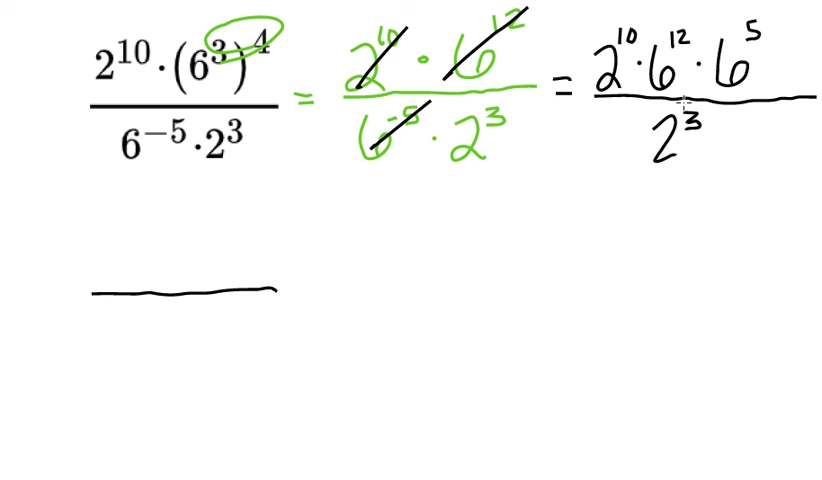 2^10 · (6^3)^4 / 6^−5 · 2^3 = 2^10 · 6^12 / 6^-5 · 2^3 = 2^10 · 6^12 · 6^5 / 2^3